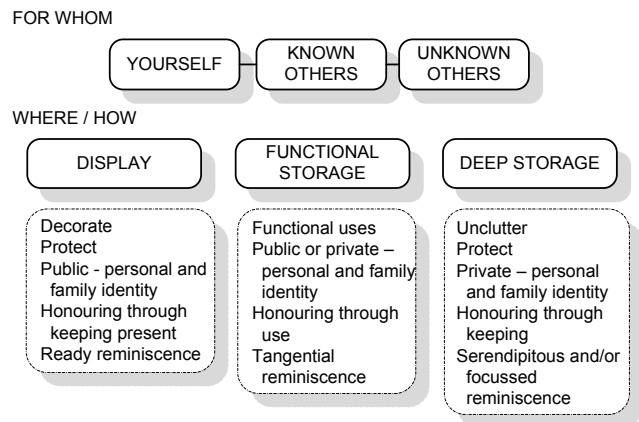 FOR WHOM
YOURSELF
KNOWN
OTHERS
UNKNOWN
OTHERS
WHERE / HOW
DISPLAY
FUNCTIONAL
STORAGE
DEEP STORAGE
Decorate
Protect
Public - personal and
family identity
Honouring through
keeping present
Ready reminiscence
Functional uses
Public or private –
personal and family
identity
Honouring through
use
Tangential
reminiscence
Unclutter
Protect
Private – personal
and family identity
Honouring through
keeping
Serendipitous and/or
focussed
reminiscence